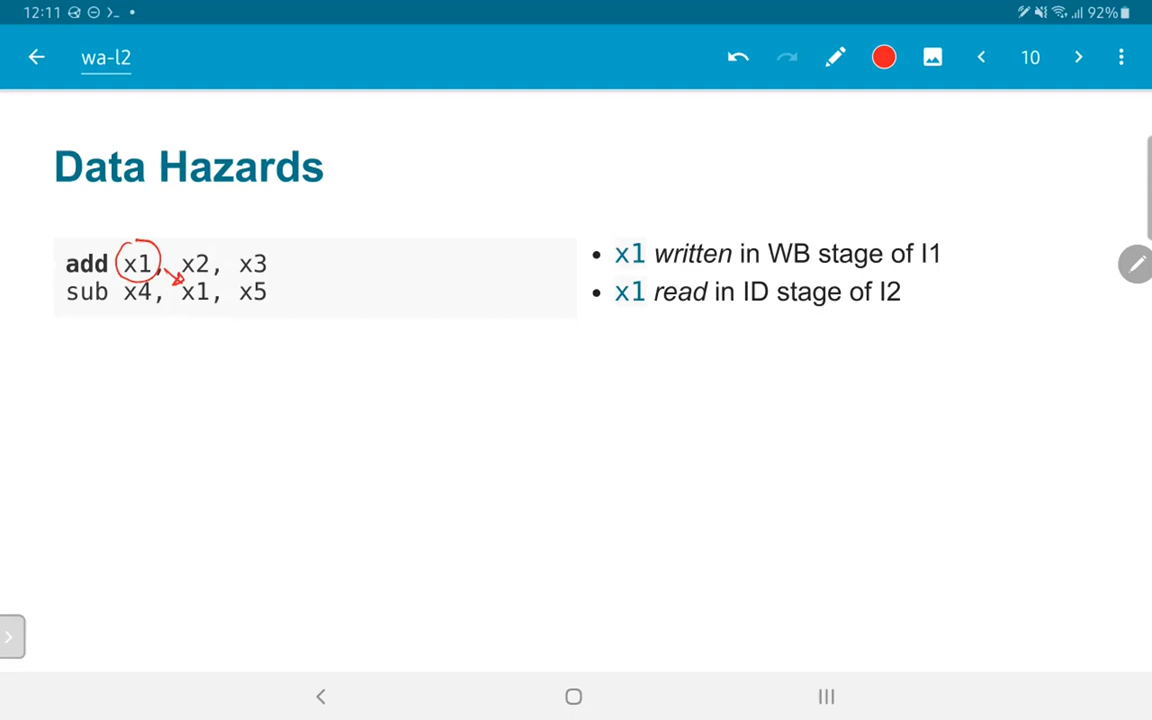 12:11 92%
wa-l2 10
Data Hazards
add x1, x2, x3
sub x4, x1, x5
• x1 written in WB stage of I1
• x1 read in ID stage of I2